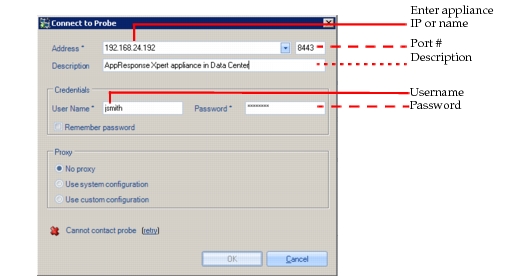 Enter appliance
IP or name
Connect to Probe
Address * 192.168.24.192 8443 Port #
Description AppResponse Xpert appliance in Data Center Description
Credentials
Username
User Name * jsmith Password * ******** Password
Remember password
Proxy
No proxy
Use system configuration
Use custom configuration
Cannot contact probe (retry)
OK Cancel